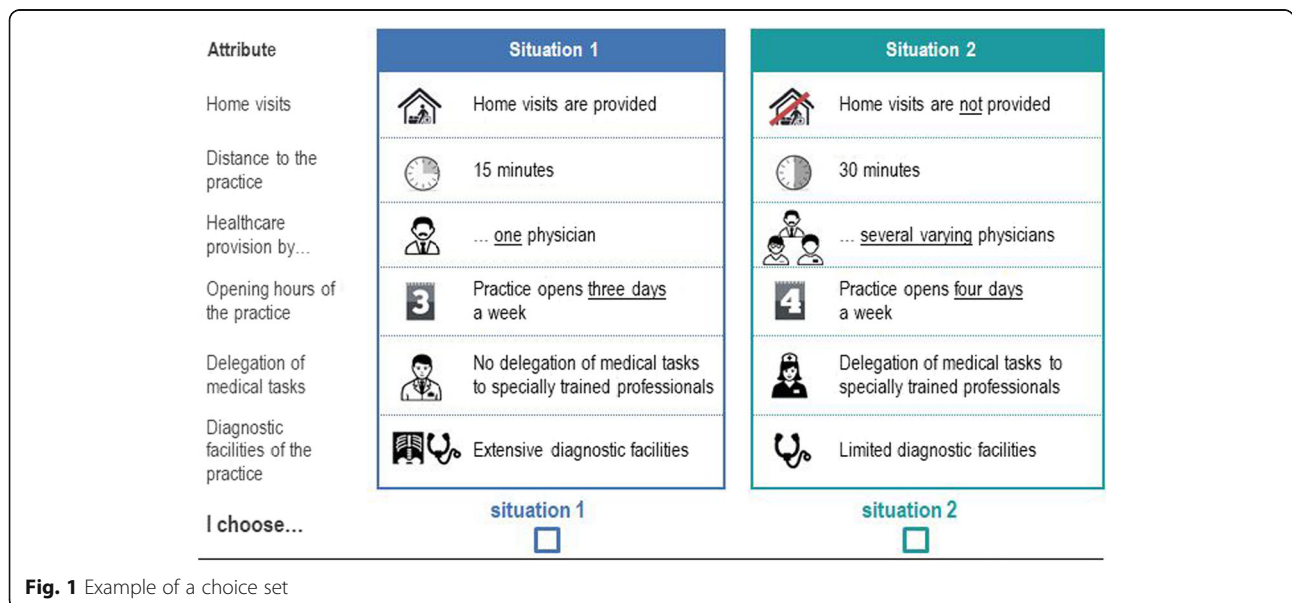 Attribute
Situation 1
Situation 2
Home visits
Home visits are provided
Home visits are not provided
Distance to the
practice
15 minutes
30 minutes
Healthcare
provision by...
... one physician
... several varying physicians
Opening hours of
the practice
3
Practice opens three days
a week
4
Practice opens four days
a week
Delegation of
medical tasks
No delegation of medical tasks
to specially trained professionals
Delegation of medical tasks to
specially trained professionals
Diagnostic
facilities of the
practice
Extensive diagnostic facilities
Limited diagnostic facilities
I choose...
situation 1
situation 2
Fig. 1 Example of a choice set